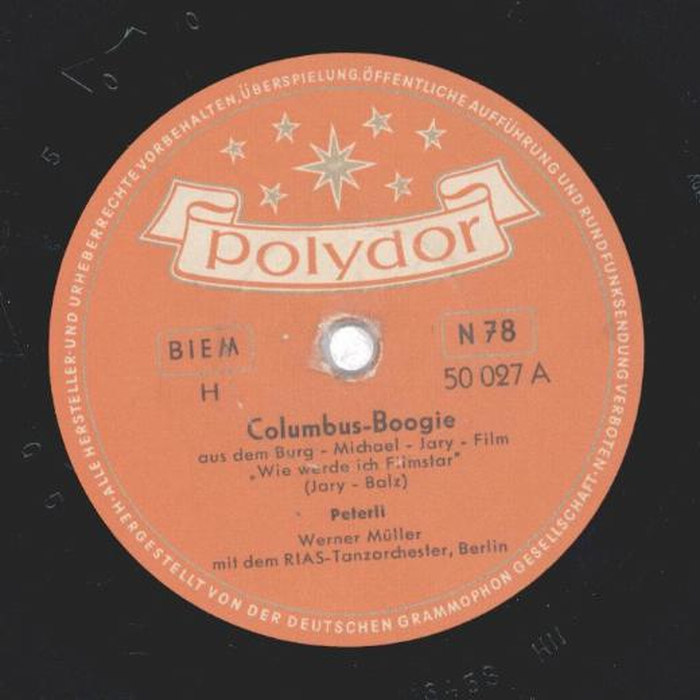 ALLE HERSTELLER-UND URHEBERRECHTE VORBEHALTEN, ÜBERSPIELUNG, ÖFFENTLICHE AUFFÜHRUNG UND RUNDFUNKSENDUNG VERBOTEN·
polydor
BIEM
N 78
H
50 027 A
Columbus-Boogie
aus dem Burg - Michael - Jary - Film
„Wie werde ich Filmstar"
(Jary - Balz)
Peterli
Werner Müller
mit dem RIAS-Tanzorchester, Berlin
HERGESTELLT VON DER DEUTSCHEN GRAMMOPHON GESELLSCHAFT·